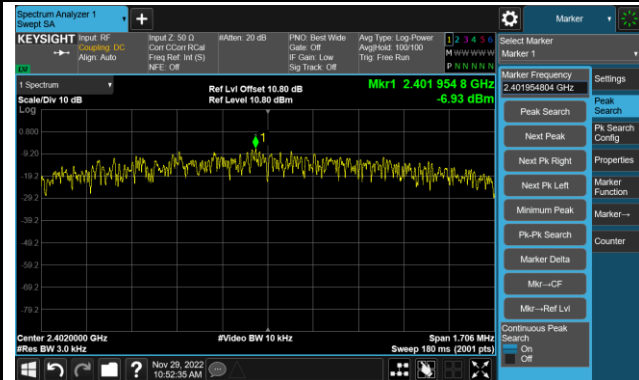 Spectrum Analyzer 1
Swept SA
Marker
KEYSIGHT
Input: RF
Coupling: DC
Align: Auto
Input Z: 50 Ω
Corr CCorr RCal
Freq Ref: Int (S)
NFE: Off
#Atten: 20 dB
PNO: Best Wide
Gate: Off
IF Gain: Low
Sig Track: Off
Avg Type: Log-Power
Avg|Hold: 100/100
Trig: Free Run
1 2 3 4 5 6
M W W W W W
P N N N N N
Select Marker
Marker 1
1 Spectrum
Scale/Div 10 dB
Log
Ref Lvl Offset 10.80 dB
Ref Level 10.80 dBm
Mkr1 2.401 954 8 GHz
-6.93 dBm
1
0.800
-9.20
-19.2
-29.2
-39.2
-49.2
-59.2
-69.2
-79.2
Center 2.4020000 GHz
#Res BW 3.0 kHz
#Video BW 10 kHz
Span 1.706 MHz
Sweep 180 ms (2001 pts)
Marker Frequency
2.401954804 GHz
Peak Search
Next Peak
Next Pk Right
Next Pk Left
Minimum Peak
Pk-Pk Search
Marker Delta
Mkr→CF
Mkr→Ref Lvl
Continuous Peak
Search
On
Off
Settings
Peak
Search
Pk Search
Config
Properties
Marker
Function
Marker→
Counter
Nov 29, 2022
10:52:35 AM